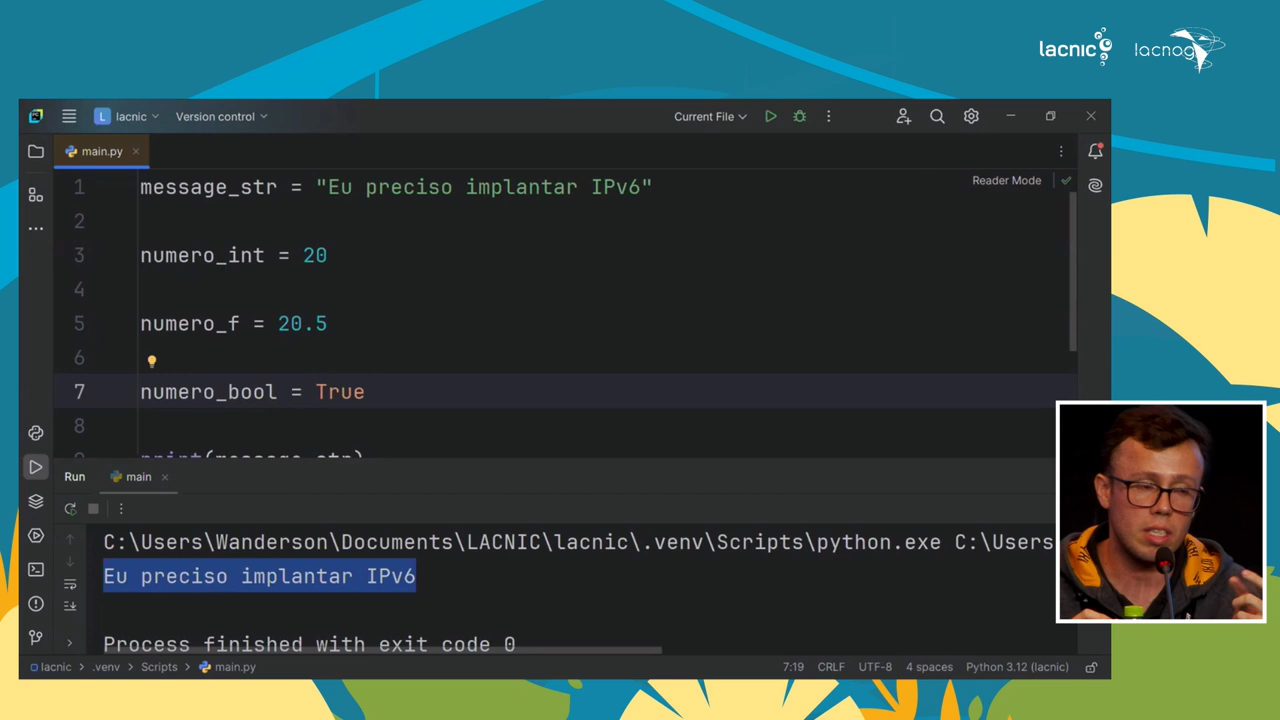 lacnic lacnog
L lacnic Version control Current File
main.py
Reader Mode
1 message_str = "Eu preciso implantar IPv6"
2
3 numero_int = 20
4
5 numero_f = 20.5
6
7 numero_bool = True
8
print(message_str)
Run main
C:\Users\Wanderson\Documents\LACNIC\lacnic\.venv\Scripts\python.exe C:\Users
Eu preciso implantar IPv6
Process finished with exit code 0
lacnic .venv Scripts main.py 7:19 CRLF UTF-8 4 spaces Python 3.12 (lacnic)